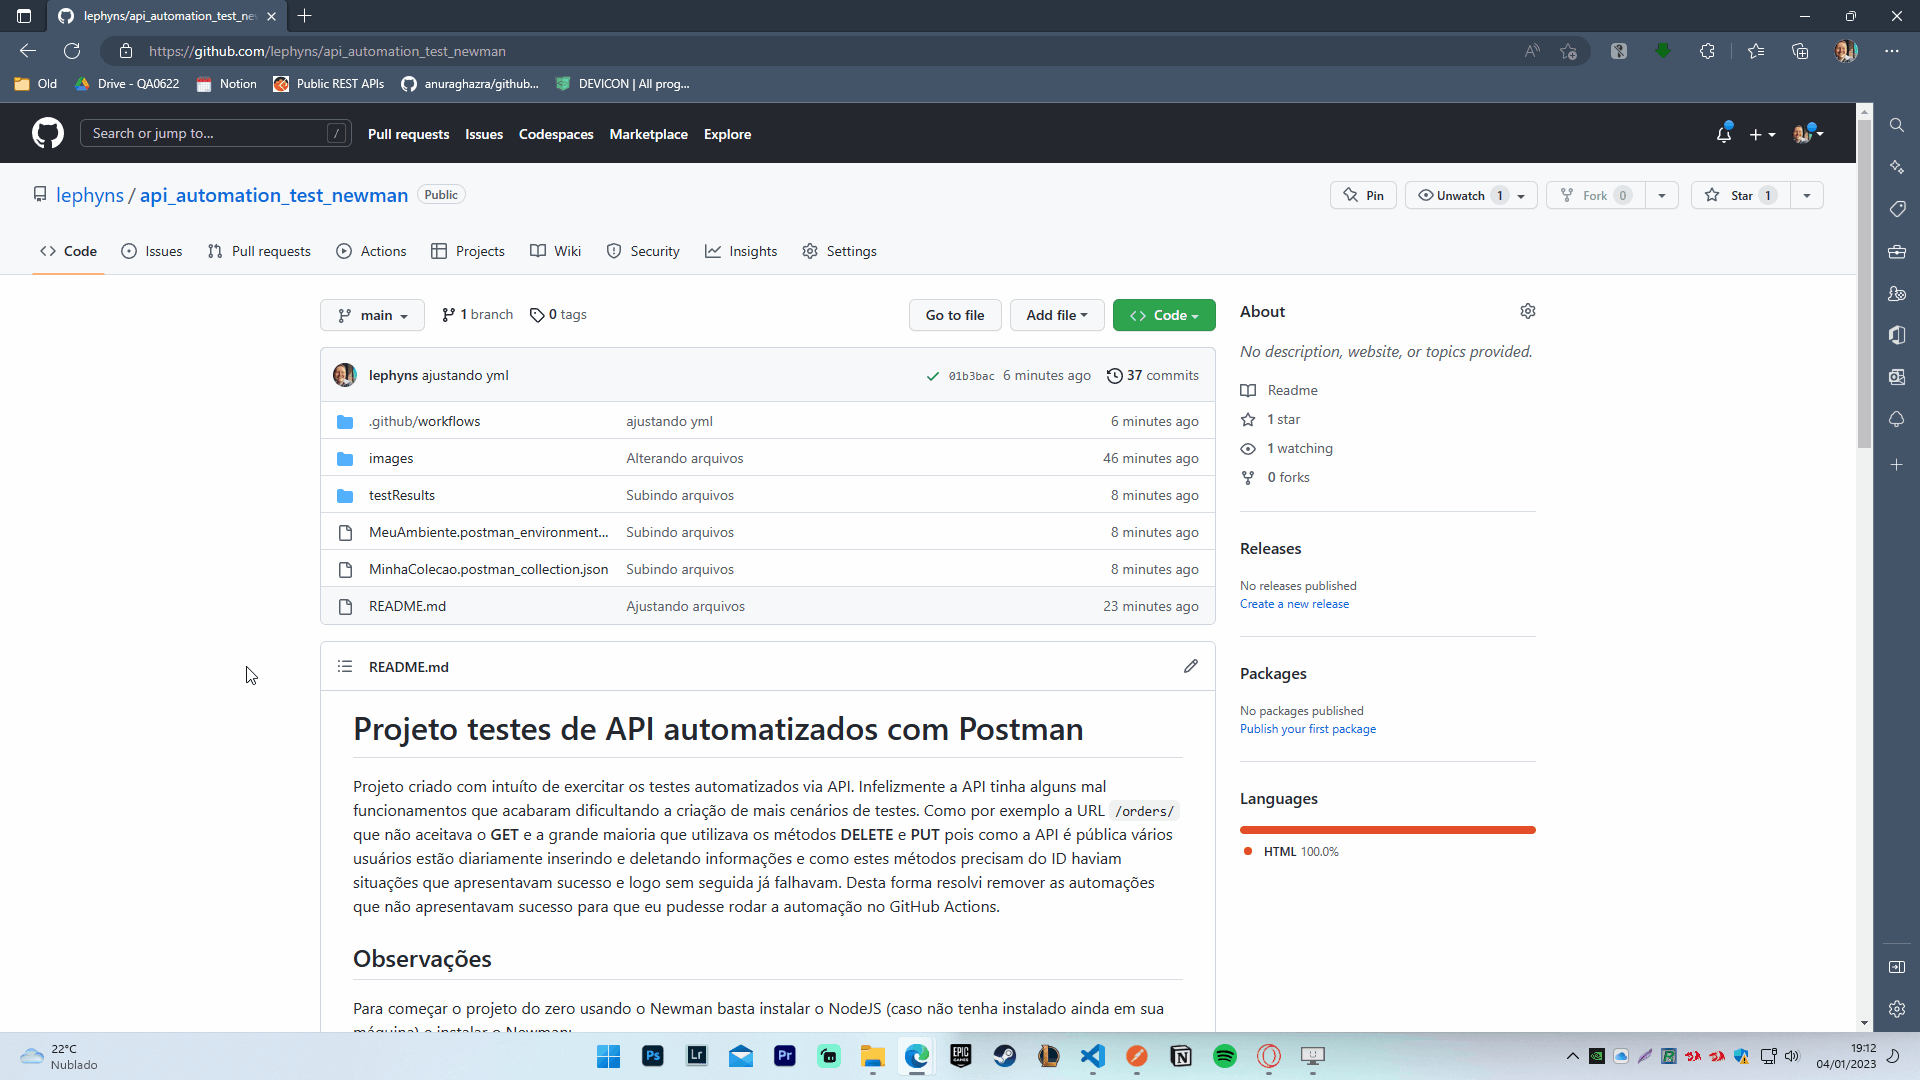 lephyns/api_automation_test_ne
https://github.com/lephyns/api_automation_test_newman
Old
Drive - QA0622
Notion
Public REST APIs
anuraghazra/github...
DEVICON | All prog...
Search or jump to...
/
Pull requests
Issues
Codespaces
Marketplace
Explore
lephyns / api_automation_test_newman
Public
Pin
Unwatch 1
Fork 0
Star 1
Code
Issues
Pull requests
Actions
Projects
Wiki
Security
Insights
Settings
main
1 branch
0 tags
Go to file
Add file
Code
lephyns ajustando yml
01b3bac 6 minutes ago
37 commits
.github/workflows
ajustando yml
6 minutes ago
images
Alterando arquivos
46 minutes ago
testResults
Subindo arquivos
8 minutes ago
MeuAmbiente.postman_environment...
Subindo arquivos
8 minutes ago
MinhaColecao.postman_collection.json
Subindo arquivos
8 minutes ago
README.md
Ajustando arquivos
23 minutes ago
README.md
Projeto testes de API automatizados com Postman
Projeto criado com intuíto de exercitar os testes automatizados via API. Infelizmente a API tinha alguns mal
funcionamentos que acabaram dificultando a criação de mais cenários de testes. Como por exemplo a URL /orders/
que não aceitava o GET e a grande maioria que utilizava os métodos DELETE e PUT pois como a API é pública vários
usuários estão diariamente inserindo e deletando informações e como estes métodos precisam do ID haviam
situações que apresentavam sucesso e logo sem seguida já falhavam. Desta forma resolvi remover as automações
que não apresentavam sucesso para que eu pudesse rodar a automação no GitHub Actions.
Observações
Para começar o projeto do zero usando o Newman basta instalar o NodeJS (caso não tenha instalado ainda em sua
máquina) e instalar o Newman:
About
No description, website, or topics provided.
Readme
1 star
1 watching
0 forks
Releases
No releases published
Create a new release
Packages
No packages published
Publish your first package
Languages
HTML 100.0%
22°C
Nublado
Ps
Lr
Pr
EPIC
GAMES
19:12
04/01/2023